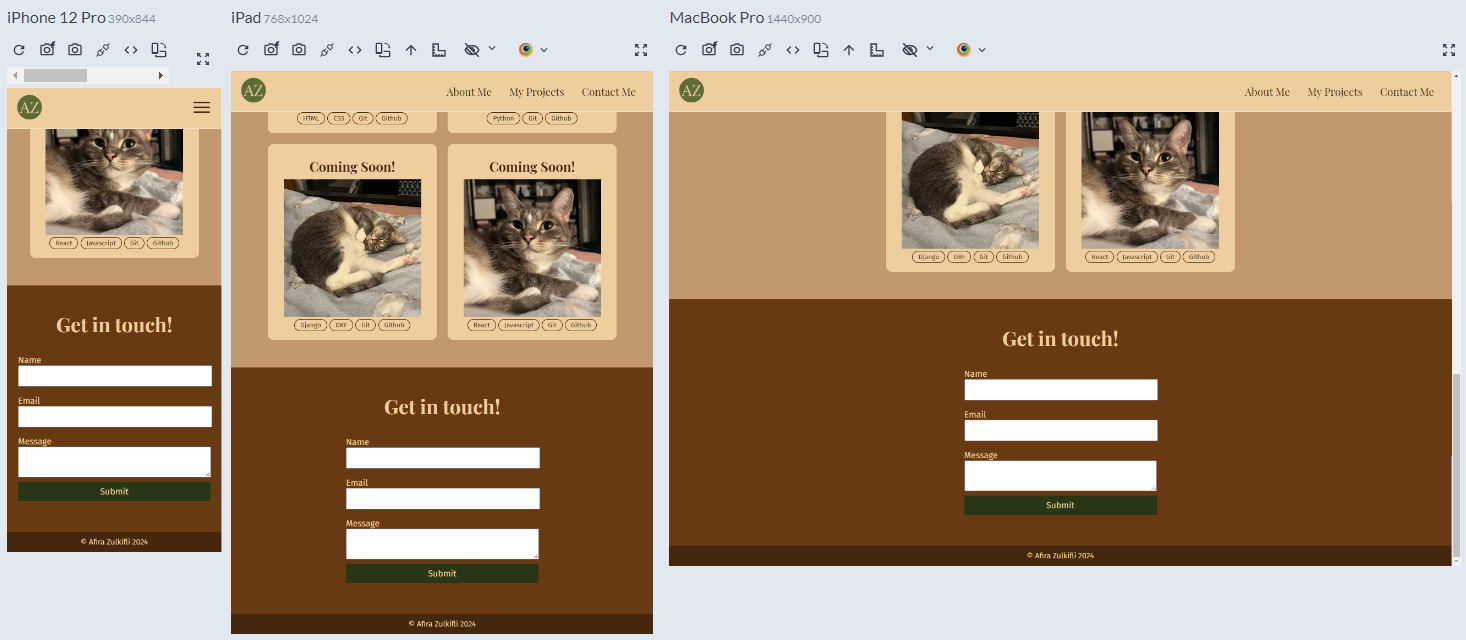 iPhone 12 Pro 390x844
AZ
React Javascript Git Github
Get in touch!
Name
Email
Message
Submit
© Afira Zulkifli 2024
iPad 768x1024
AZ
About Me My Projects Contact Me
HTML CSS Git Github
Python Git Github
Coming Soon!
Django DRF Git Github
Coming Soon!
React Javascript Git Github
Get in touch!
Name
Email
Message
Submit
© Afira Zulkifli 2024
MacBook Pro 1440x900
AZ
About Me My Projects Contact Me
Django DRF Git Github
React Javascript Git Github
Get in touch!
Name
Email
Message
Submit
© Afira Zulkifli 2024